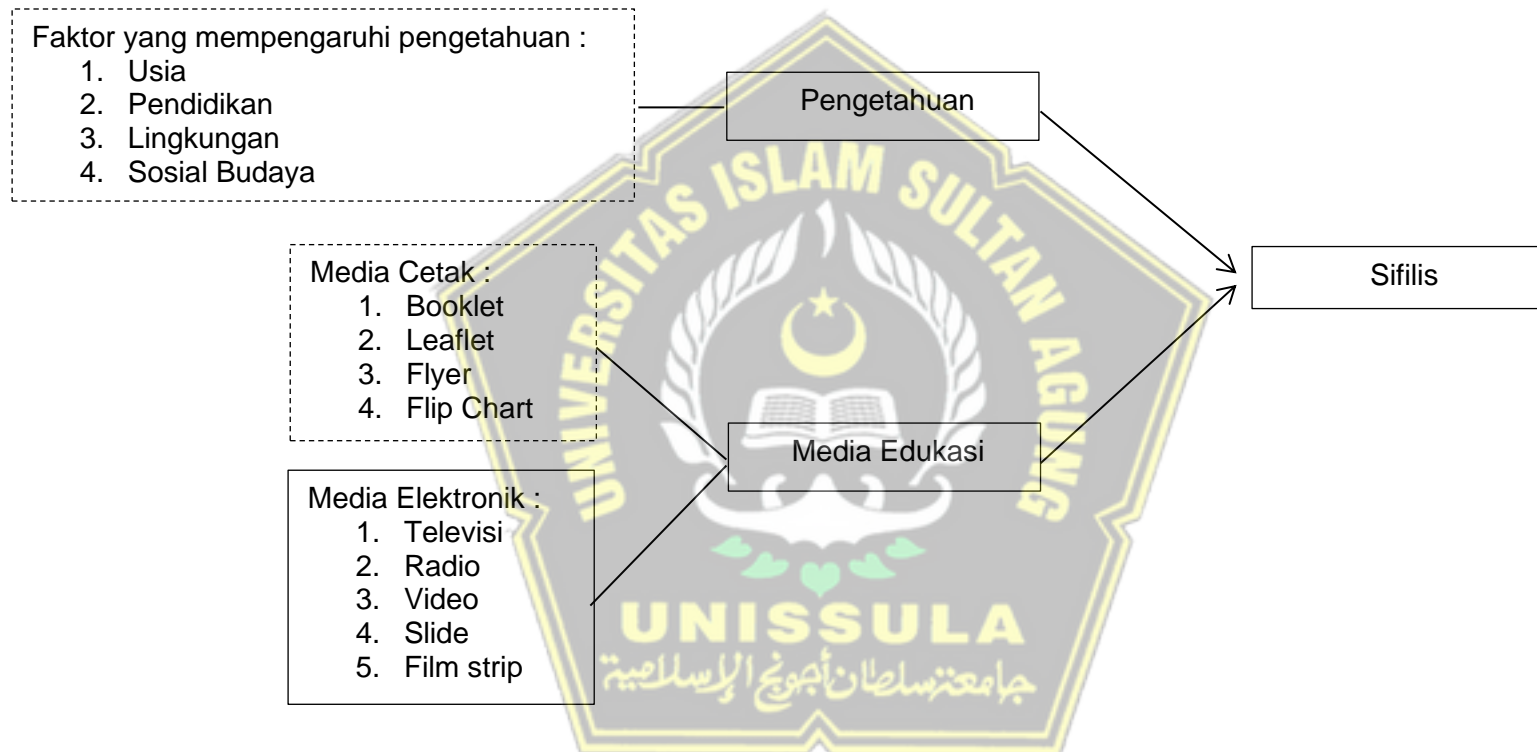 Faktor yang mempengaruhi pengetahuan :
1. Usia
2. Pendidikan
3. Lingkungan
4. Sosial Budaya
Pengetahuan
Sifilis
Media Cetak :
1. Booklet
2. Leaflet
3. Flyer
4. Flip Chart
Media Edukasi
Media Elektronik :
1. Televisi
2. Radio
3. Video
4. Slide
5. Film strip
UNIVERSITAS ISLAM SULTAN AGUNG
UNISSULA
جامعة سلطان أجونج الإسلامية